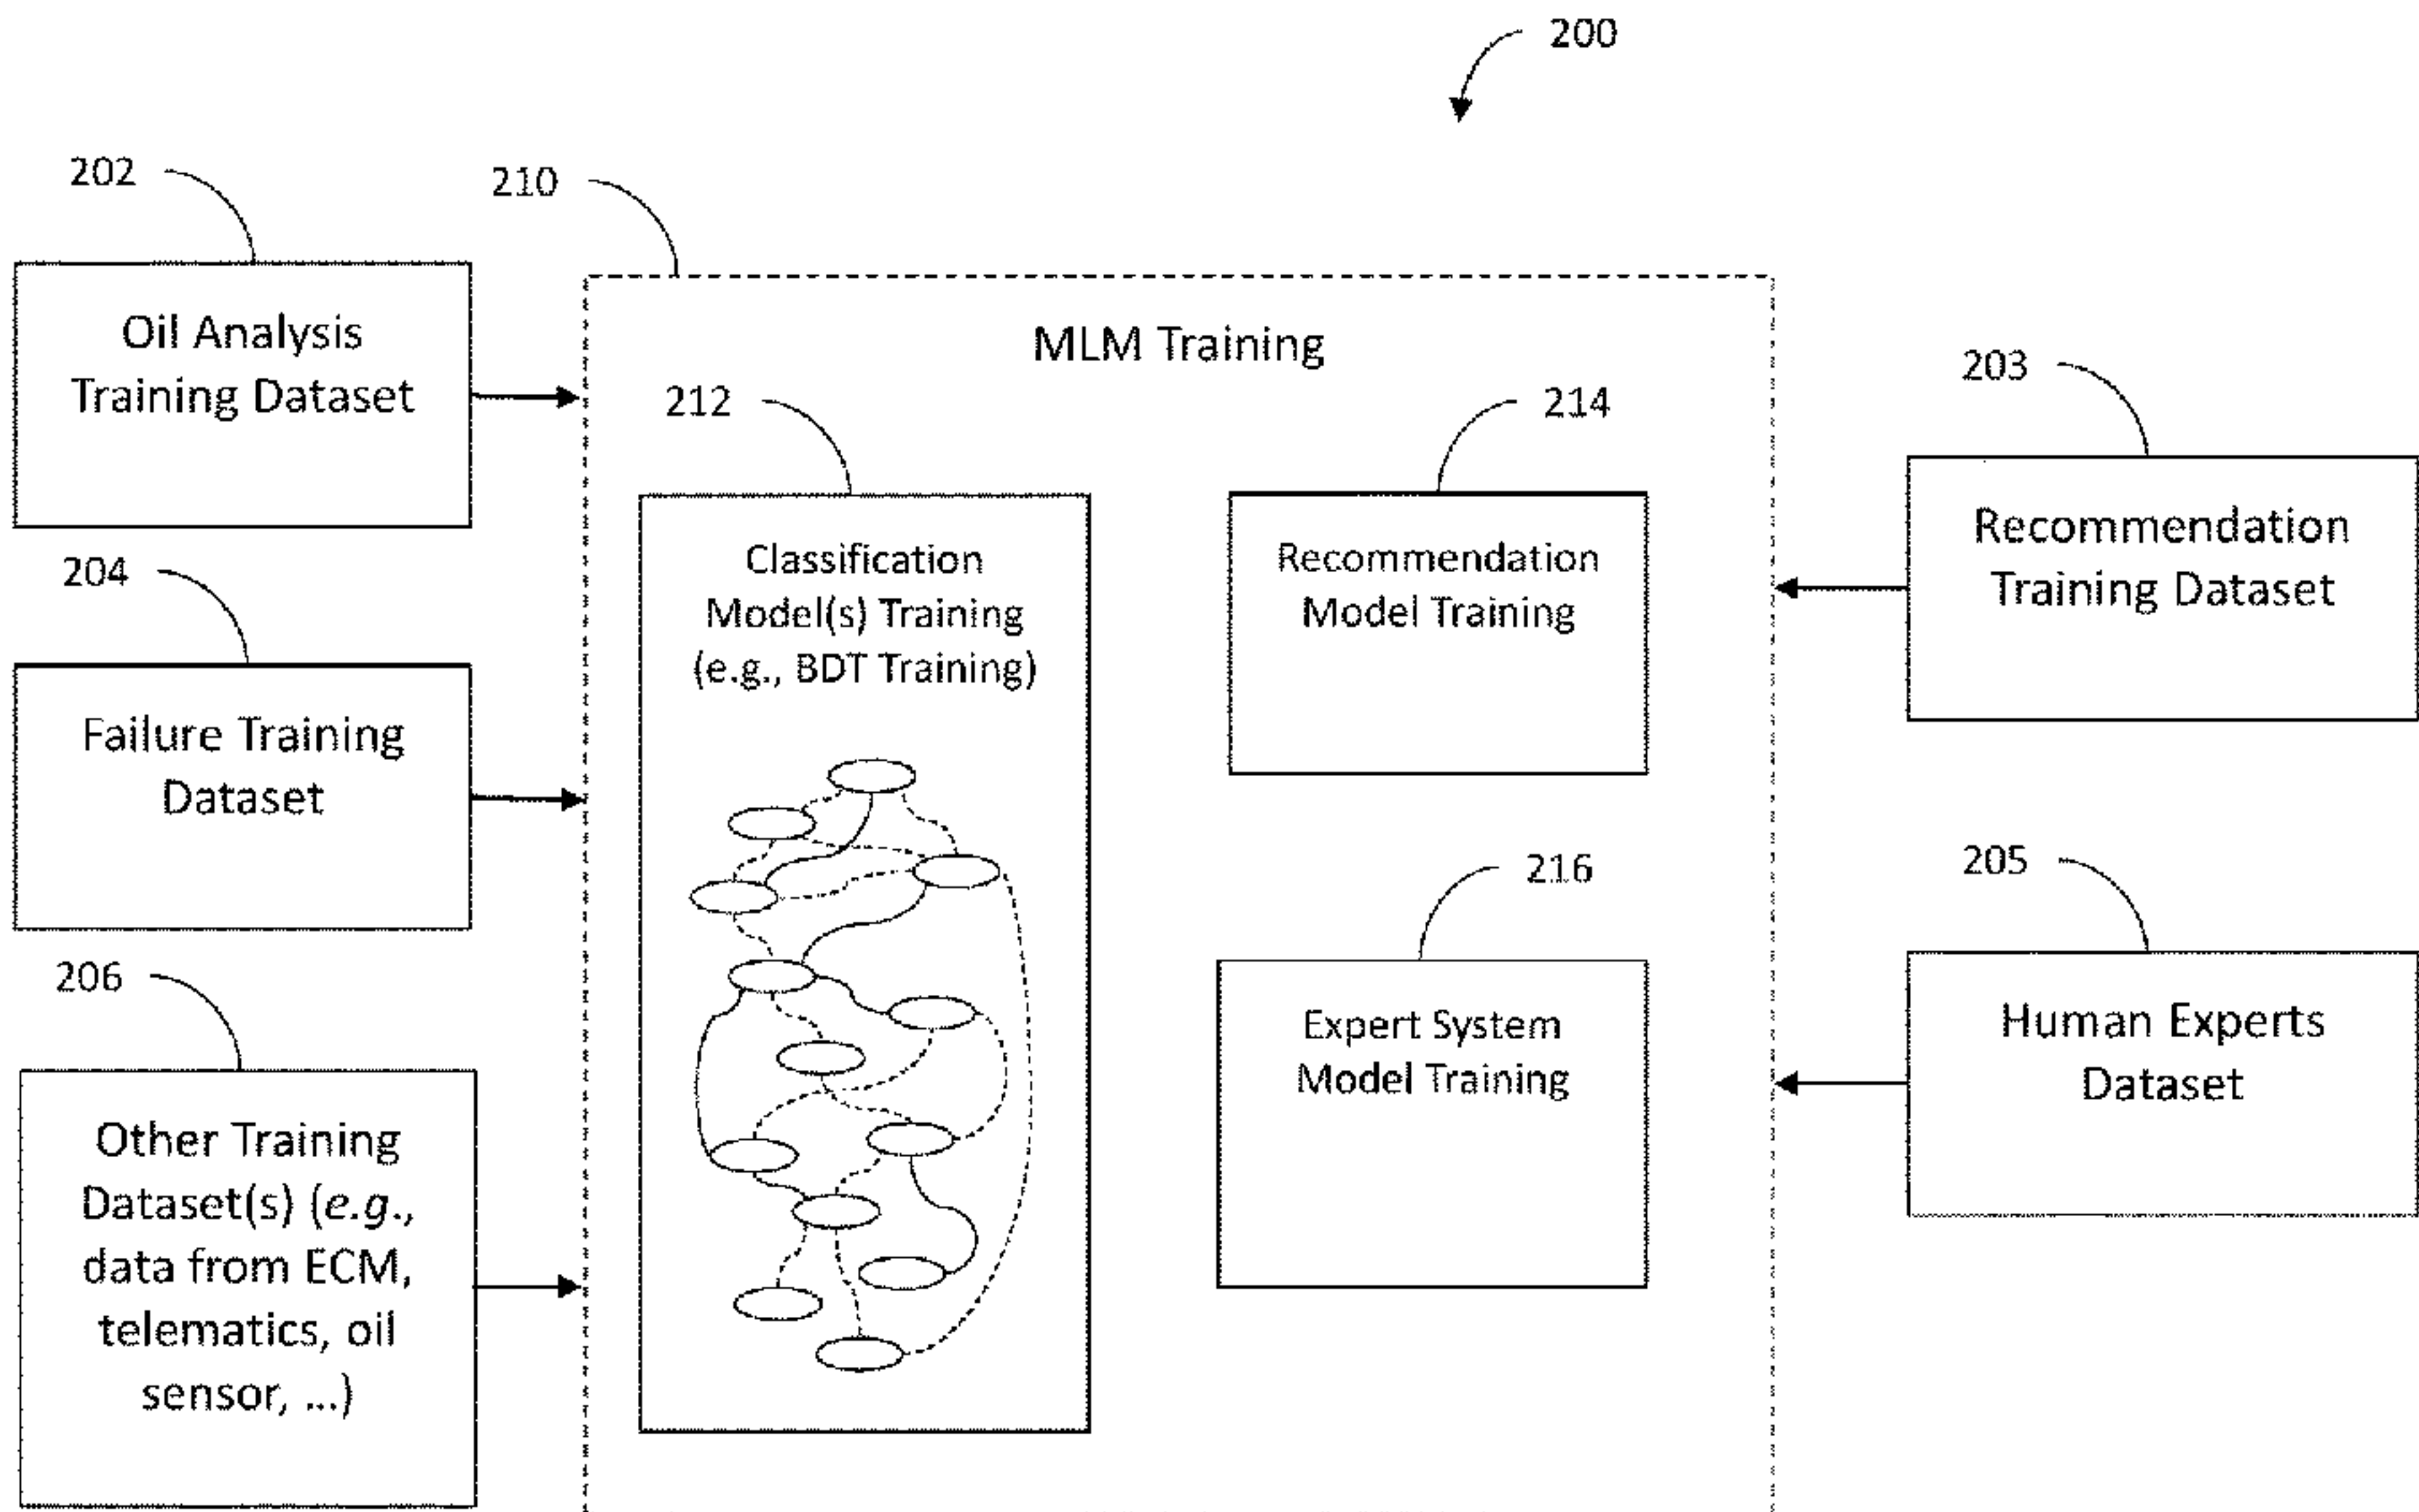 200
202
210
Oil Analysis
Training Dataset
MLM Training
203
212
214
Recommendation
Training Dataset
Classification
Model(s) Training
(e.g., BDT Training)
Recommendation
Model Training
204
Failure Training
Dataset
216
205
206
Expert System
Model Training
Human Experts
Dataset
Other Training
Dataset(s) (e.g.,
data from ECM,
telematics, oil
sensor, ...)